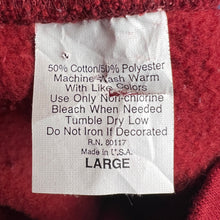 50% Cotton/50% Polyester
Machine Wash Warm
With Like Colors
Use Only Non-chlorine
Bleach When Needed
Tumble Dry Low
Do Not Iron If Decorated
R.N. 80117
Made in U.S.A.
LARGE